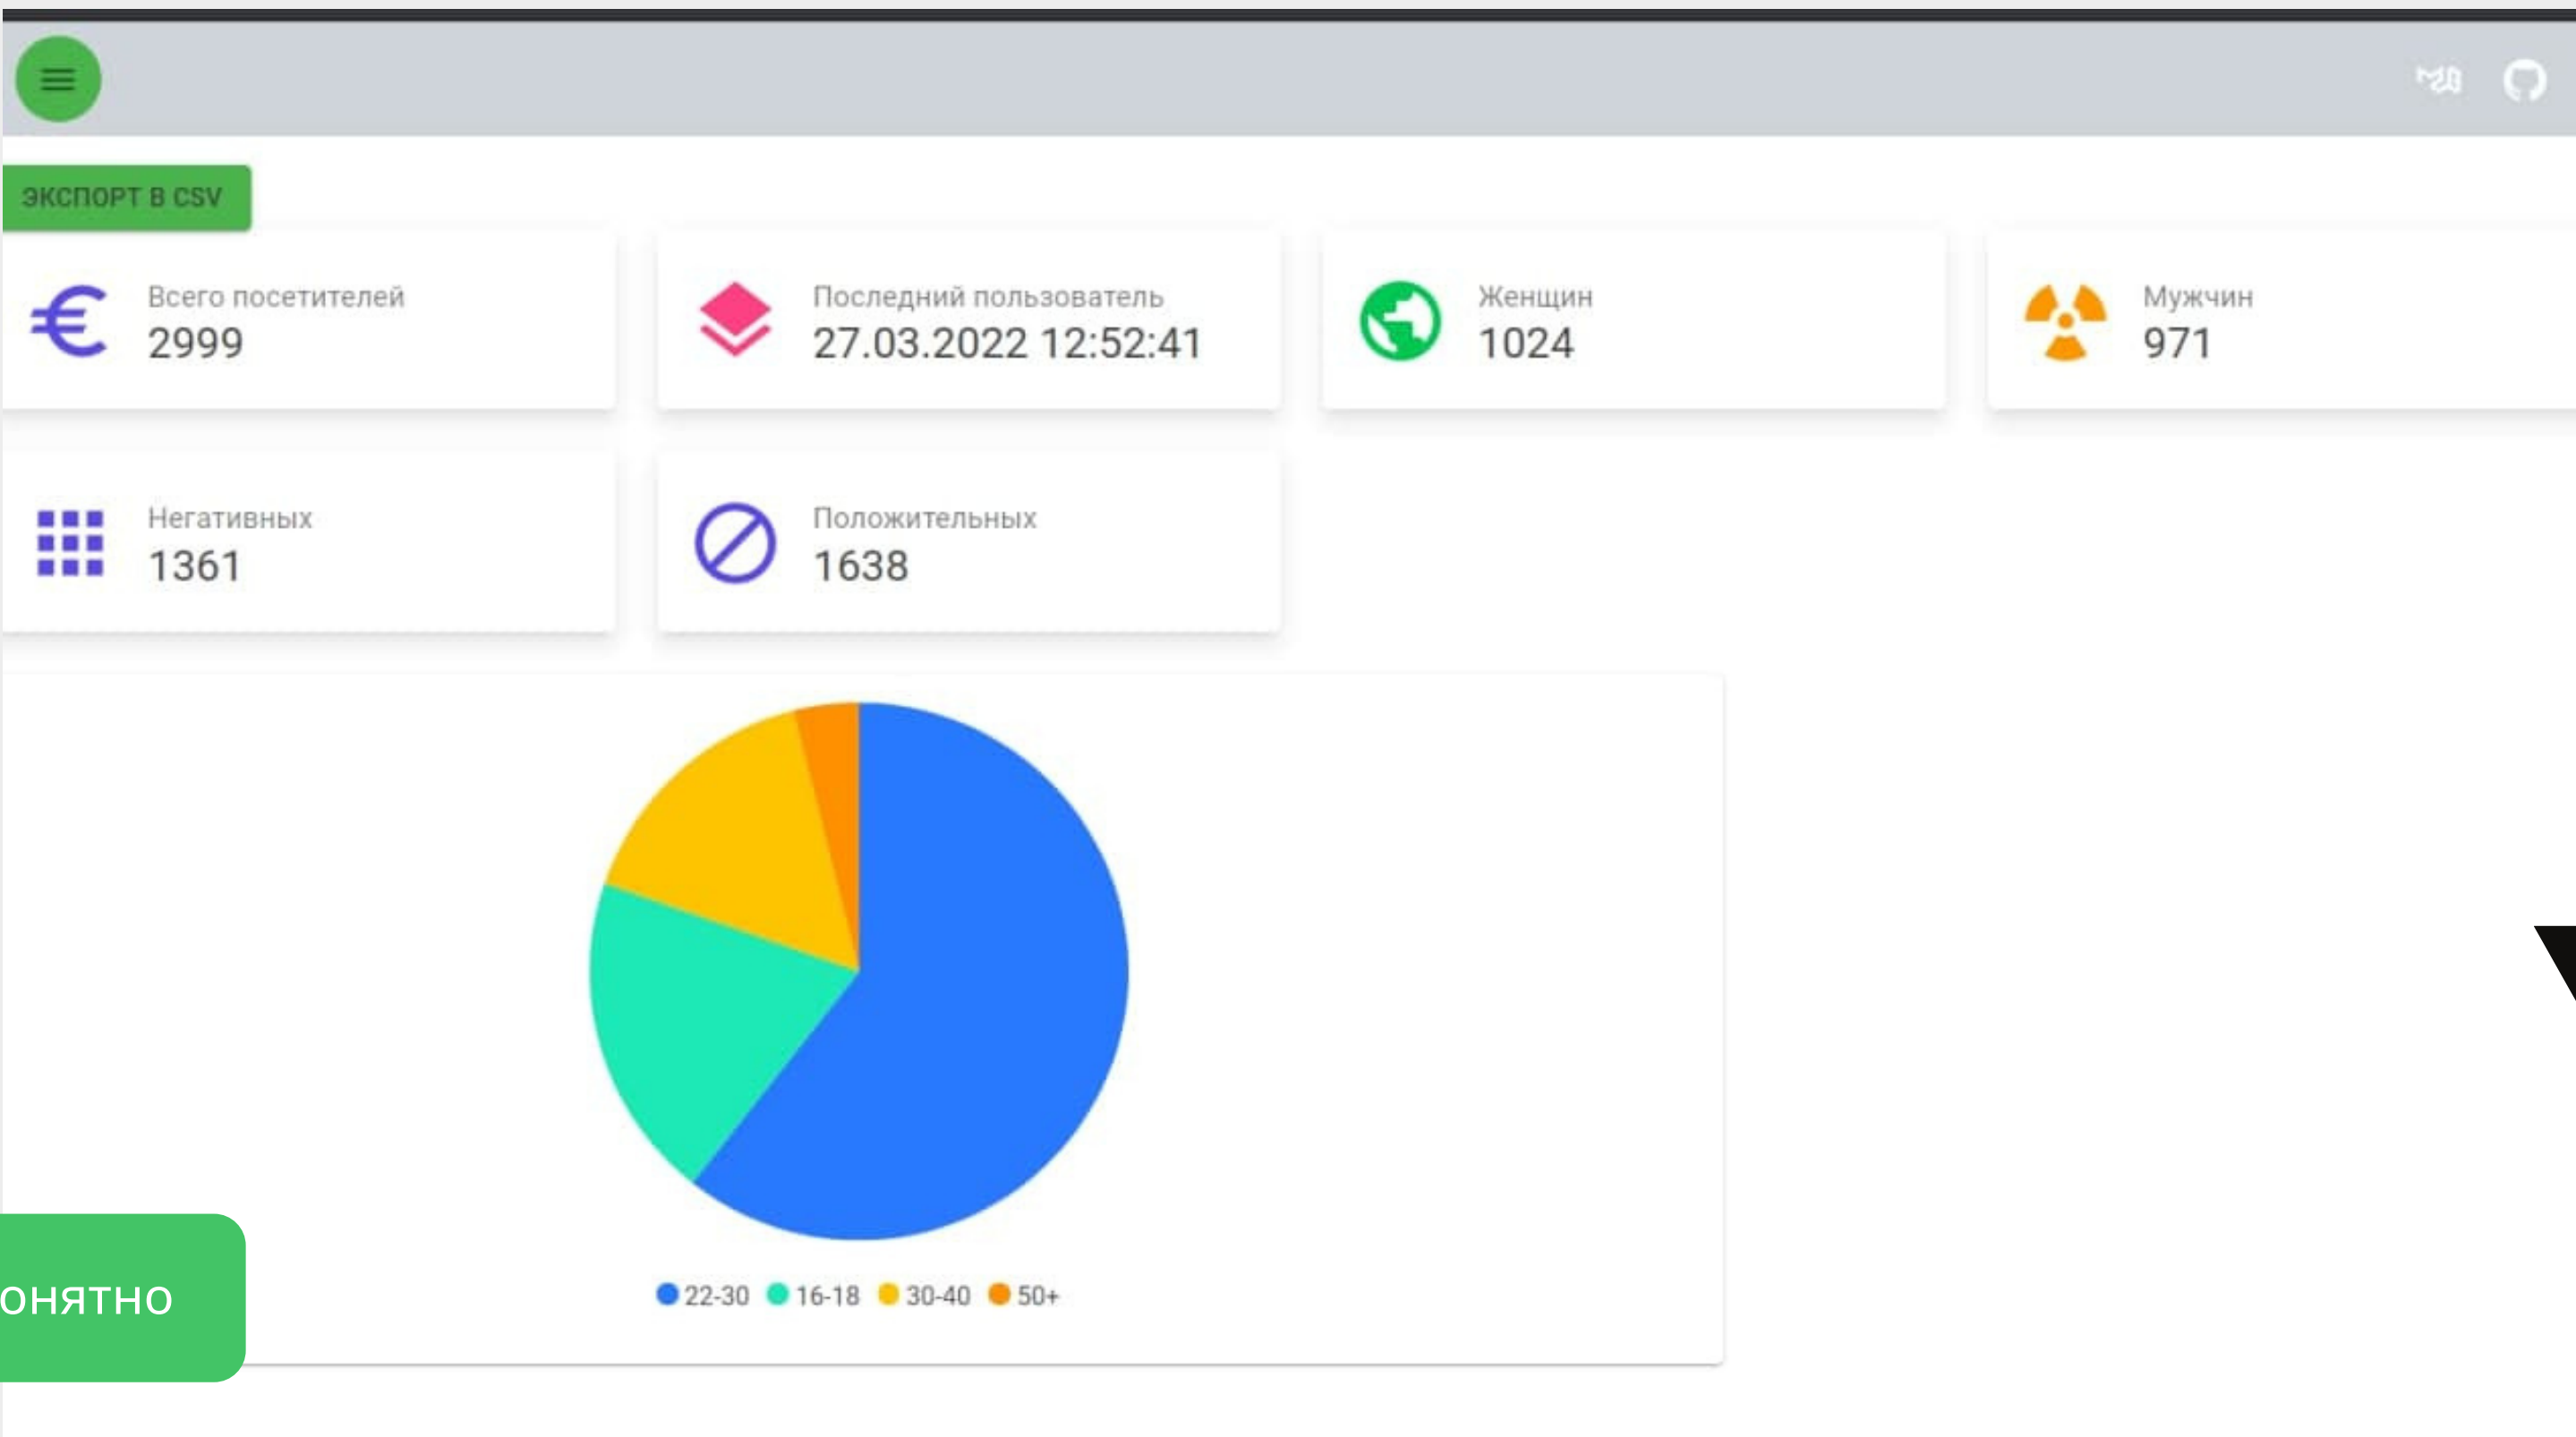 ЭКСПОРТ В CSV
Всего посетителей
2999
Последний пользователь
27.03.2022 12:52:41
Женщин
1024
Мужчин
971
Негативных
1361
Положительных
1638
22-30 16-18 30-40 50+
онятно